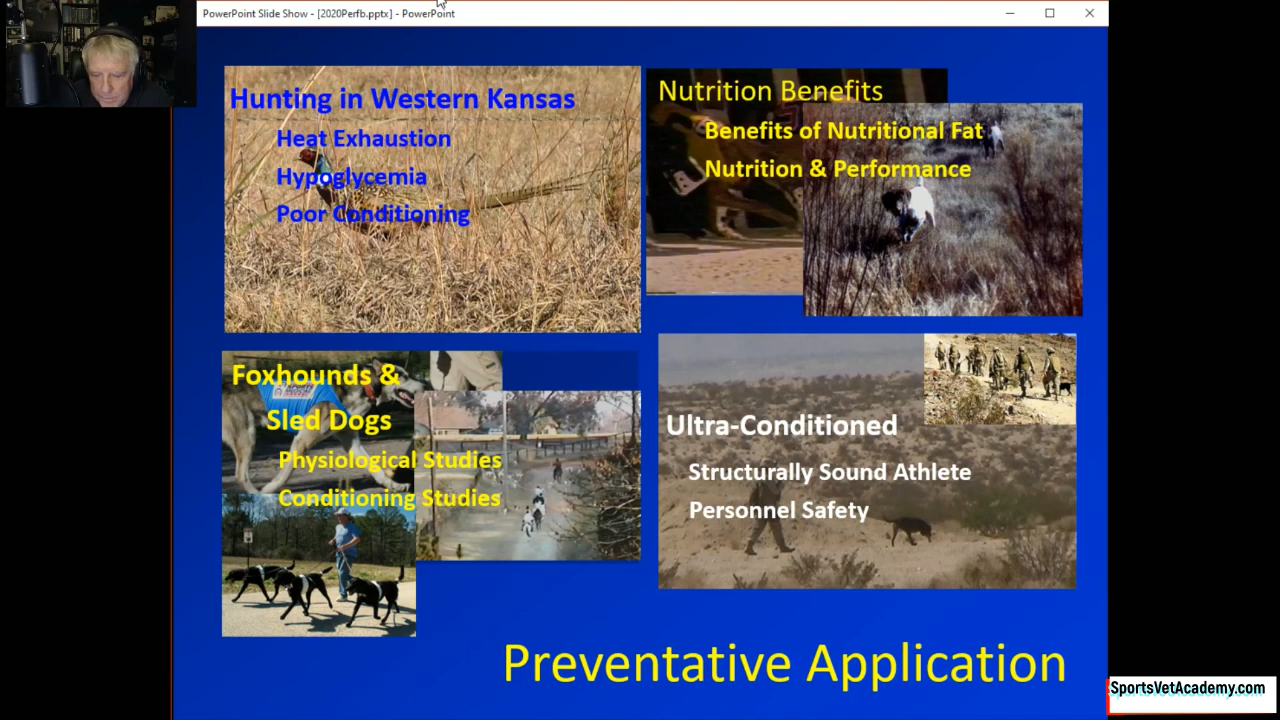 PowerPoint Slide Show - [2020Perfb.pptx] - PowerPoint
Hunting in Western Kansas
Heat Exhaustion
Hypoglycemia
Poor Conditioning
Nutrition Benefits
Benefits of Nutritional Fat
Nutrition & Performance
Foxhounds &
Sled Dogs
Physiological Studies
Conditioning Studies
Ultra-Conditioned
Structurally Sound Athlete
Personnel Safety
Preventative Application
SportsVetAcademy.com